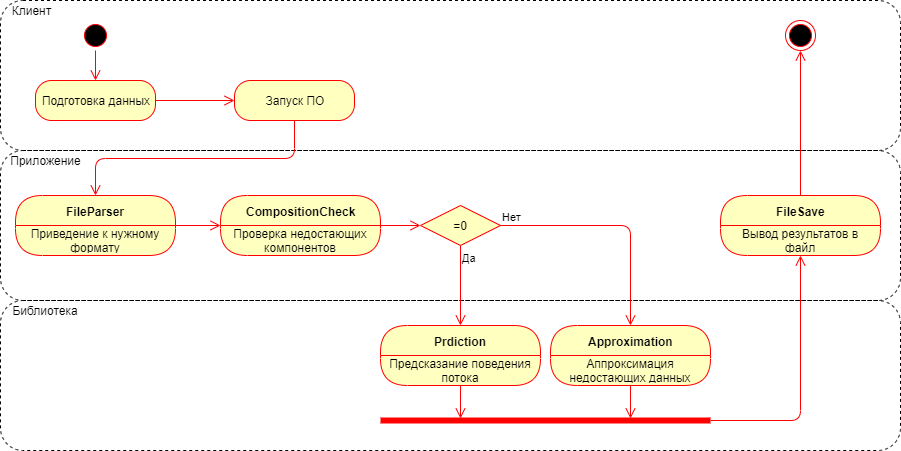 Клиент
Подготовка данных
Запуск ПО
Приложение
FileParser
Приведение к нужному
формату
CompositionCheck
Проверка недостающих
компонентов
=0
Нет
Да
FileSave
Вывод результатов в
файл
Библиотека
Prdiction
Предсказание поведения
потока
Approximation
Аппроксимация
недостающих данных